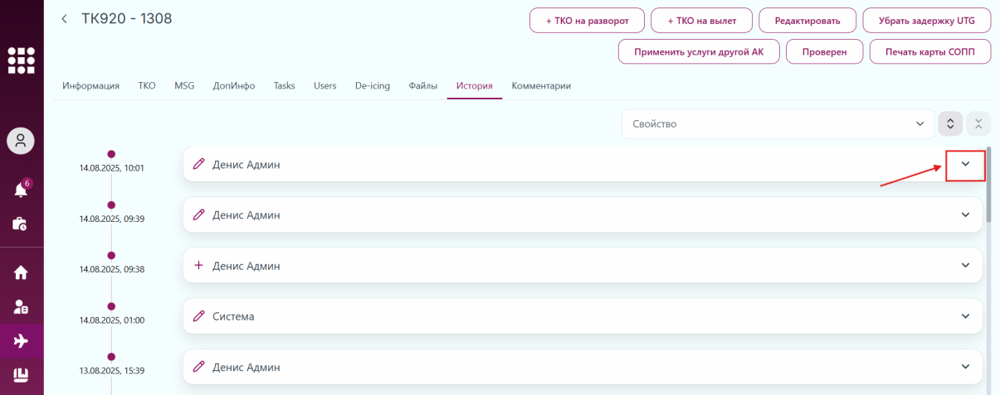 ТК920 - 1308
+ ТКО на разворот
+ ТКО на вылет
Редактировать
Убрать задержку UTG
Применить услуги другой АК
Проверен
Печать карты СОПП
Информация
ТКО
MSG
ДопИнфо
Tasks
Users
De-icing
Файлы
История
Комментарии
Свойство
14.08.2025, 10:01
Денис Админ
6
14.08.2025, 09:39
Денис Админ
14.08.2025, 09:38
Денис Админ
14.08.2025, 01:00
Система
13.08.2025, 15:39
Денис Админ